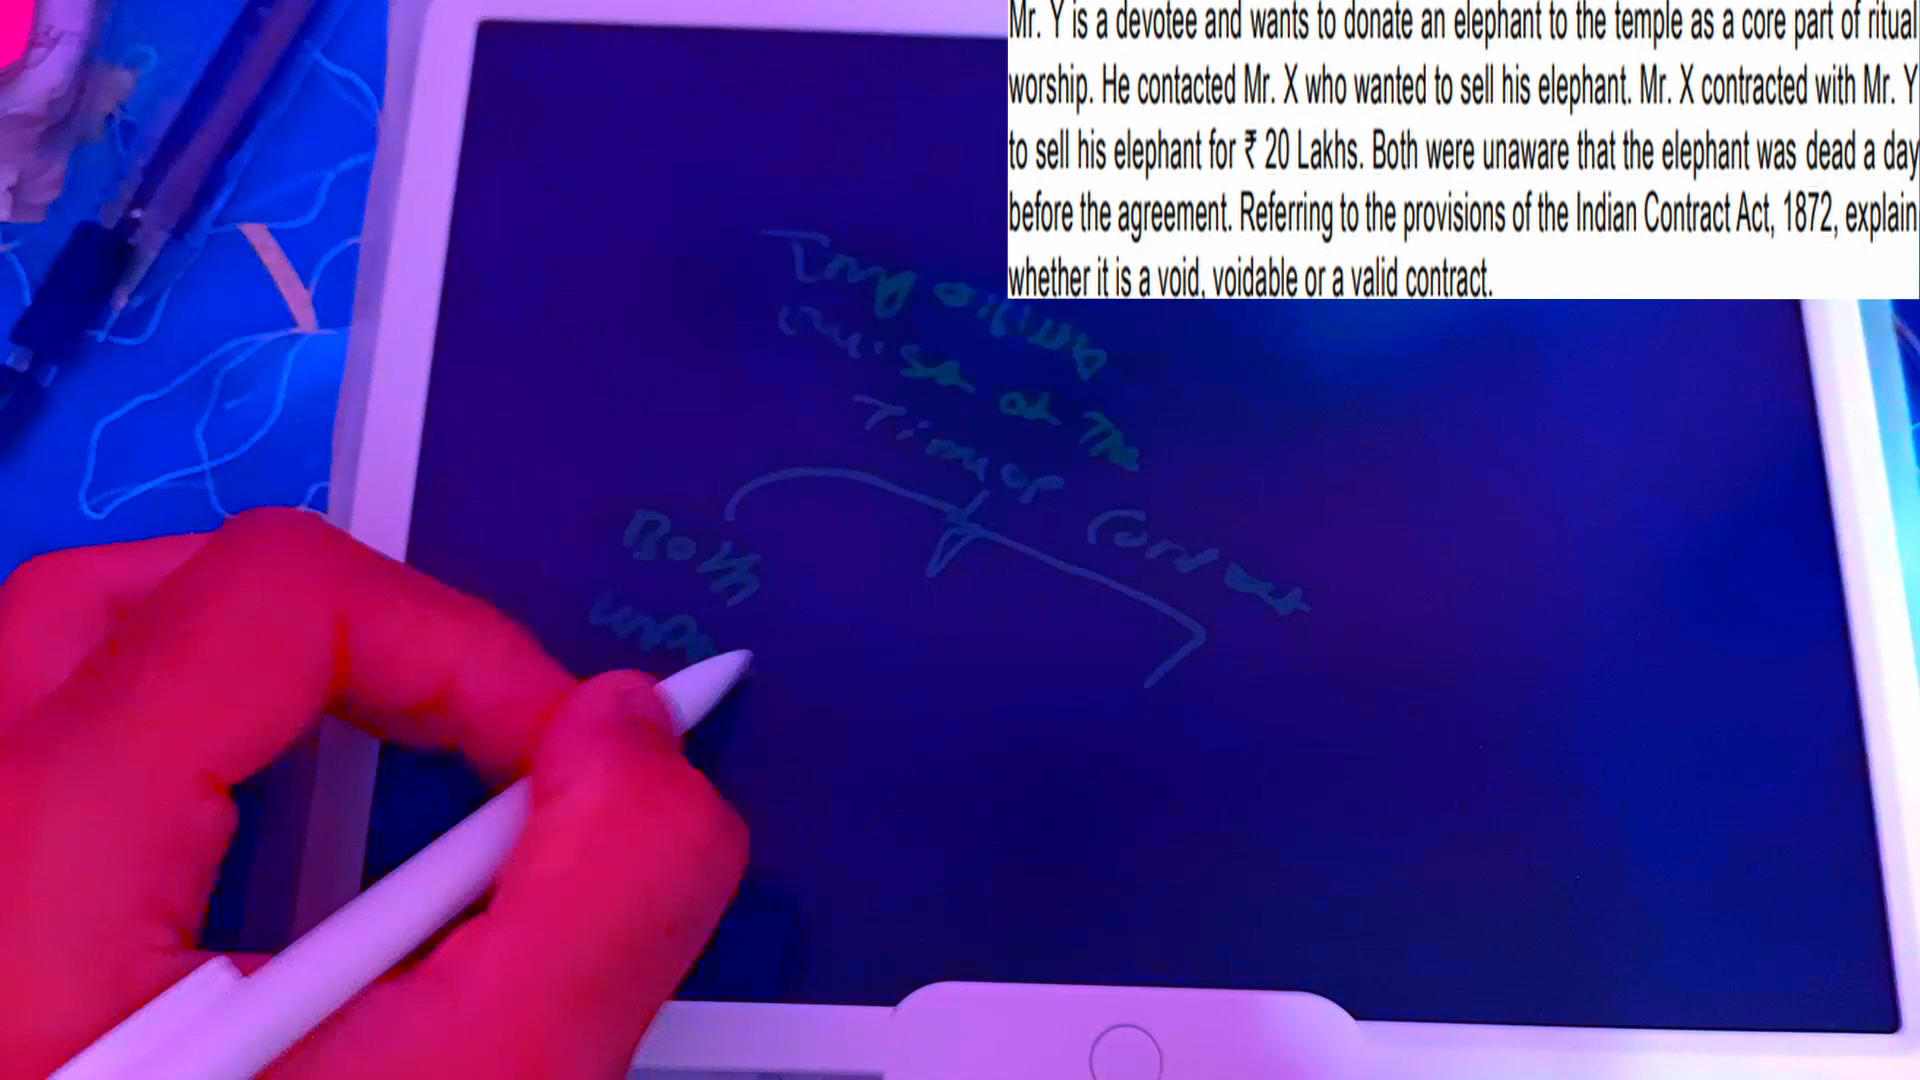 Mr. Y is a devotee and wants to donate an elephant to the temple as a core part of ritual
worship. He contacted Mr. X who wanted to sell his elephant. Mr. X contracted with Mr. Y
to sell his elephant for ₹ 20 Lakhs. Both were unaware that the elephant was dead a day
before the agreement. Referring to the provisions of the Indian Contract Act, 1872, explain
whether it is a void, voidable or a valid contract.
at The
Time of Contract
Both